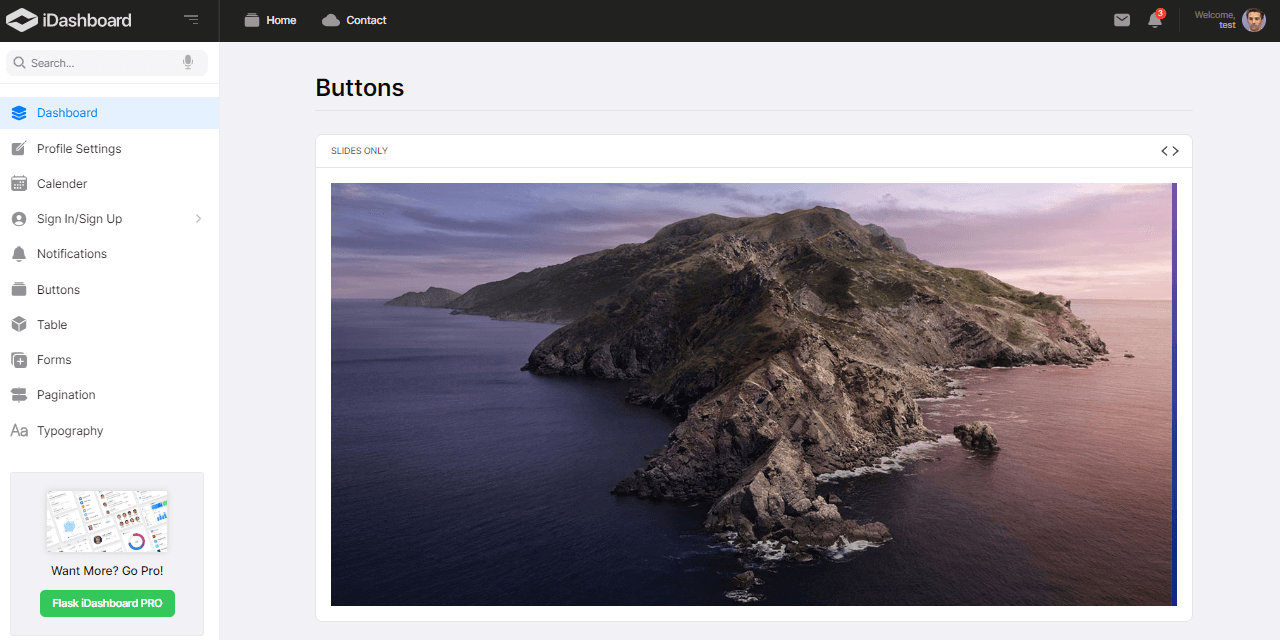 iDashboard
Home
Contact
3
Welcome,
test
Search...
Dashboard
Profile Settings
Calender
Sign In/Sign Up
Notifications
Buttons
Table
Forms
Pagination
Aa Typography
Want More? Go Pro!
Flask iDashboard PRO
Buttons
SLIDES ONLY